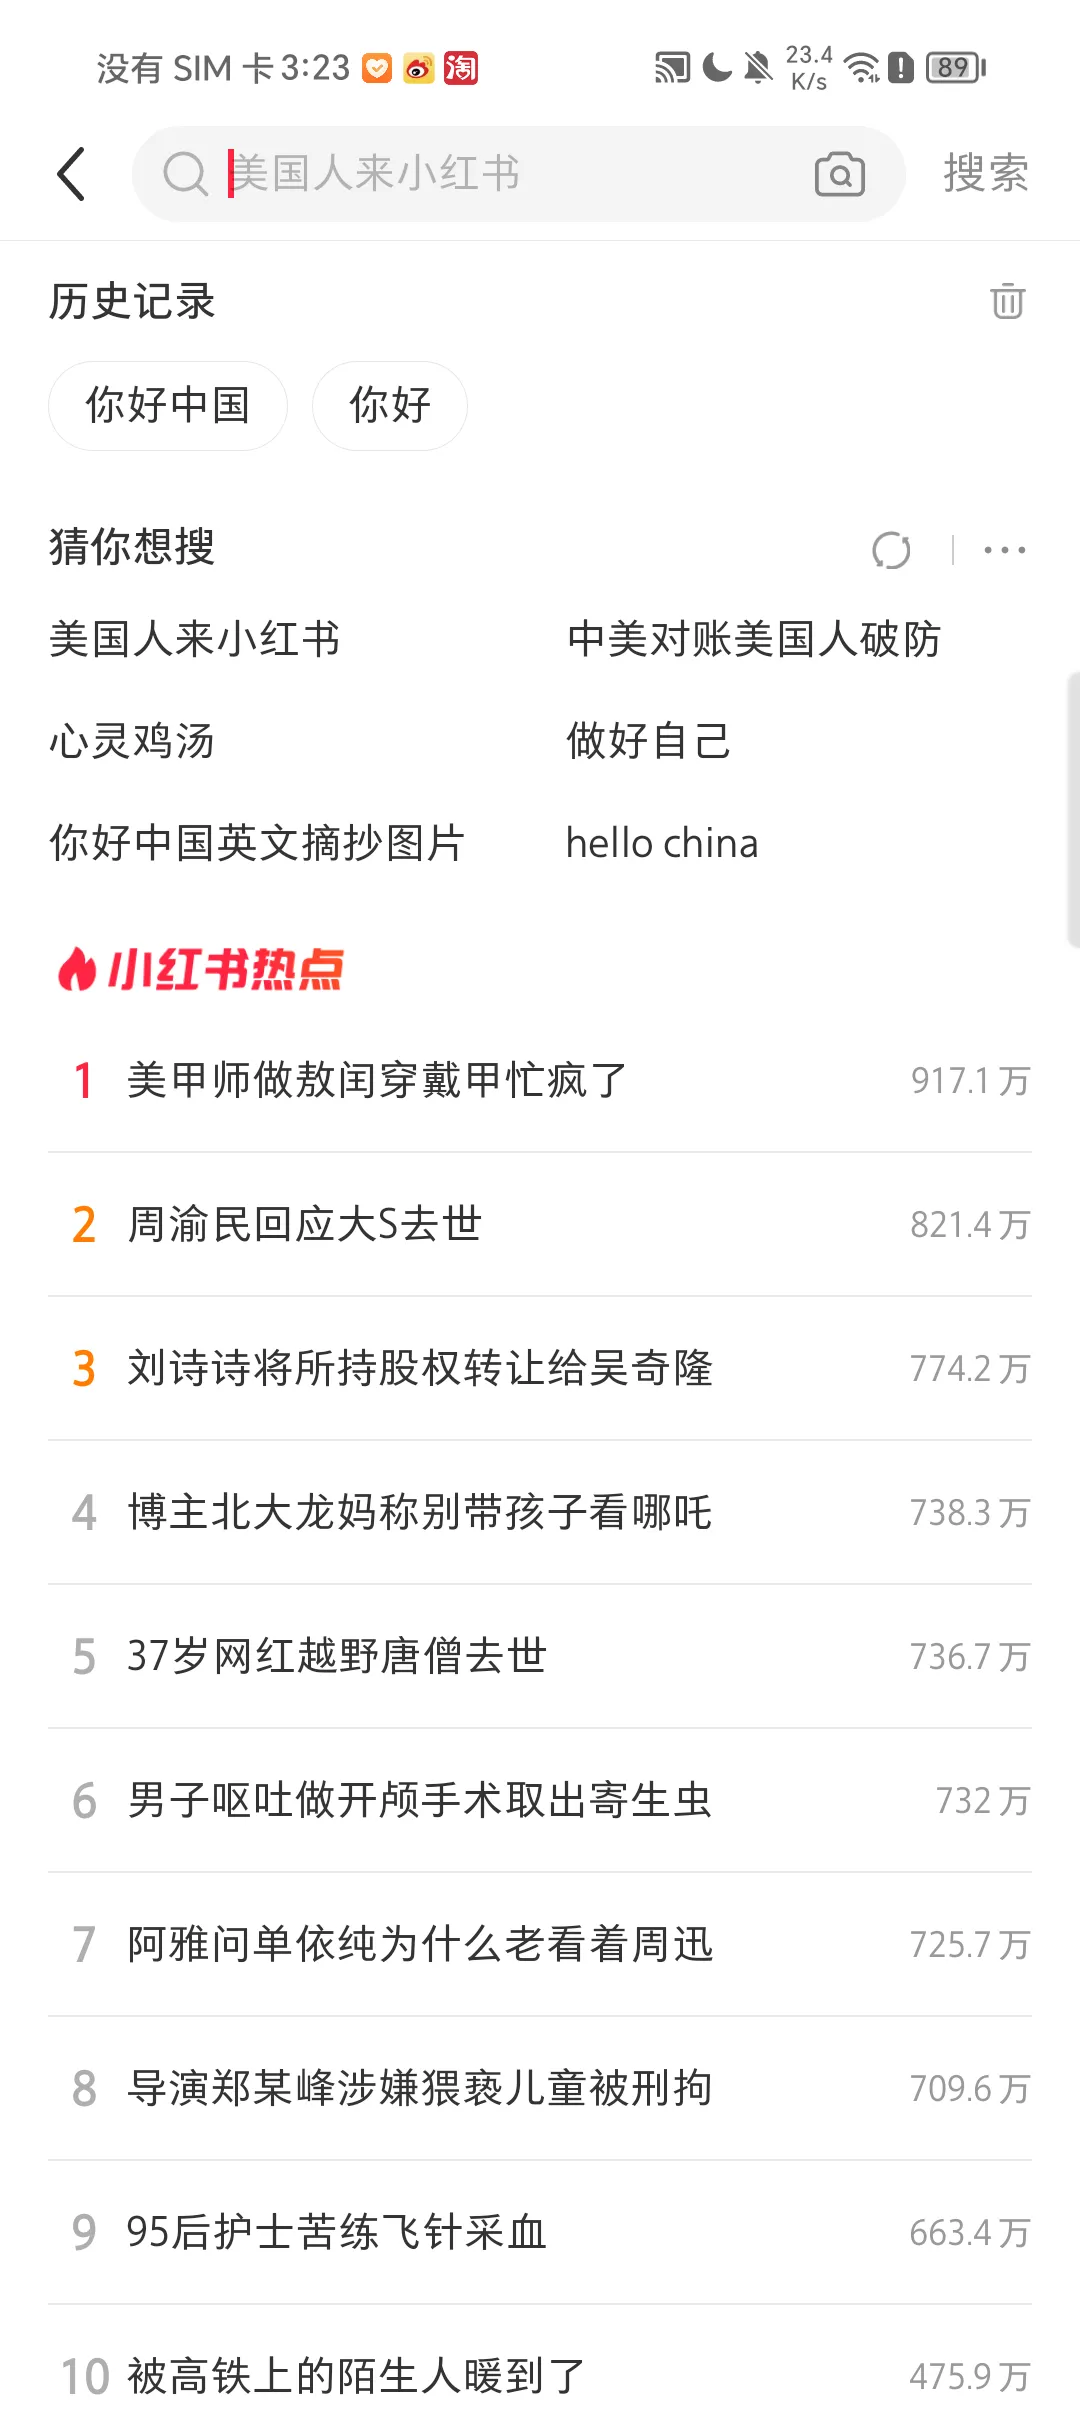 没有 SIM 卡 3:23 淘 23.4 K/s 89
美国人来小红书 搜索
历史记录
你好中国 你好
猜你想搜
美国人来小红书 中美对账美国人破防
心灵鸡汤 做好自己
你好中国英文摘抄图片 hello china
小红书热点
1 美甲师做敖闰穿戴甲忙疯了 917.1 万
2 周渝民回应大S去世 821.4 万
3 刘诗诗将所持股权转让给吴奇隆 774.2 万
4 博主北大龙妈称别带孩子看哪吒 738.3 万
5 37岁网红越野唐僧去世 736.7 万
6 男子呕吐做开颅手术取出寄生虫 732 万
7 阿雅问单依纯为什么老看着周迅 725.7 万
8 导演郑某峰涉嫌猥亵儿童被刑拘 709.6 万
9 95后护士苦练飞针采血 663.4 万
10 被高铁上的陌生人暖到了 475.9 万